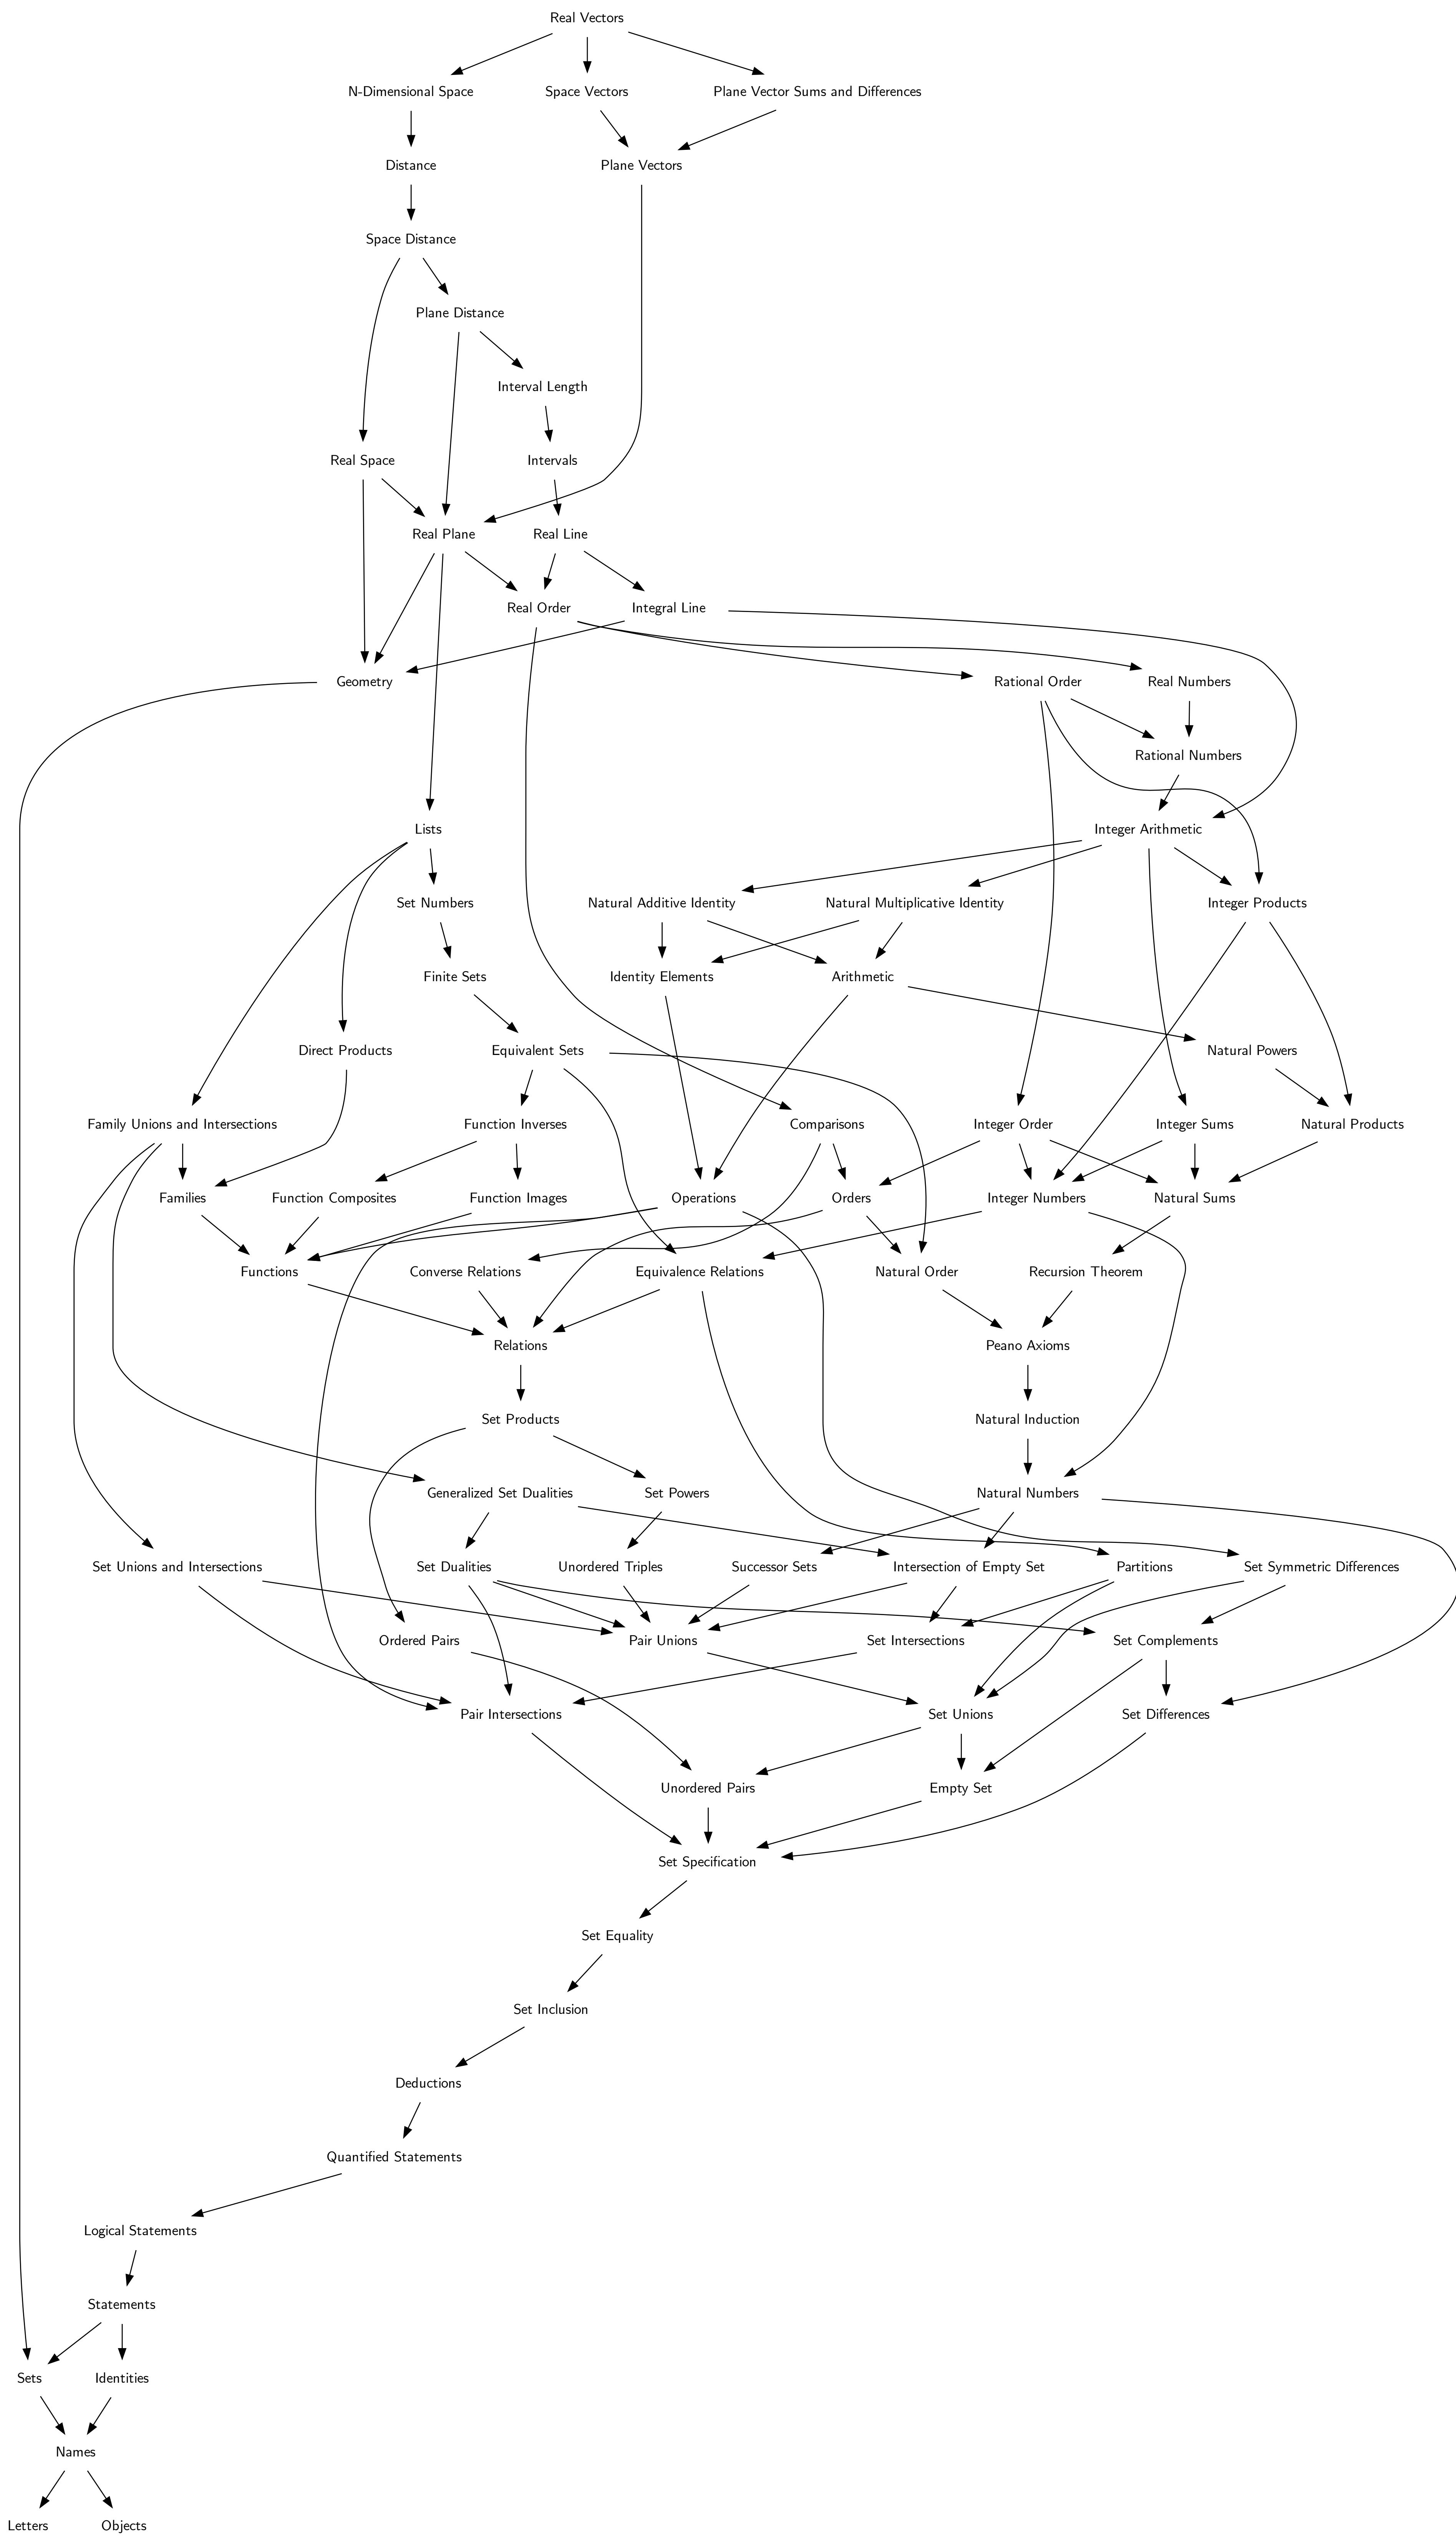 Real Vectors
N-Dimensional Space
Space Vectors
Plane Vector Sums and Differences
Distance
Plane Vectors
Space Distance
Plane Distance
Interval Length
Real Space
Intervals
Real Plane
Real Line
Real Order
Integral Line
Geometry
Rational Order
Real Numbers
Rational Numbers
Lists
Integer Arithmetic
Set Numbers
Natural Additive Identity
Natural Multiplicative Identity
Integer Products
Finite Sets
Identity Elements
Arithmetic
Direct Products
Equivalent Sets
Natural Powers
Family Unions and Intersections
Function Inverses
Comparisons
Integer Order
Integer Sums
Natural Products
Families
Function Composites
Function Images
Operations
Orders
Integer Numbers
Natural Sums
Functions
Converse Relations
Equivalence Relations
Natural Order
Recursion Theorem
Relations
Peano Axioms
Set Products
Natural Induction
Generalized Set Dualities
Set Powers
Natural Numbers
Set Unions and Intersections
Set Dualities
Unordered Triples
Successor Sets
Intersection of Empty Set
Partitions
Set Symmetric Differences
Ordered Pairs
Pair Unions
Set Intersections
Set Complements
Pair Intersections
Set Unions
Set Differences
Unordered Pairs
Empty Set
Set Specification
Set Equality
Set Inclusion
Deductions
Quantified Statements
Logical Statements
Statements
Sets
Identities
Names
Letters
Objects